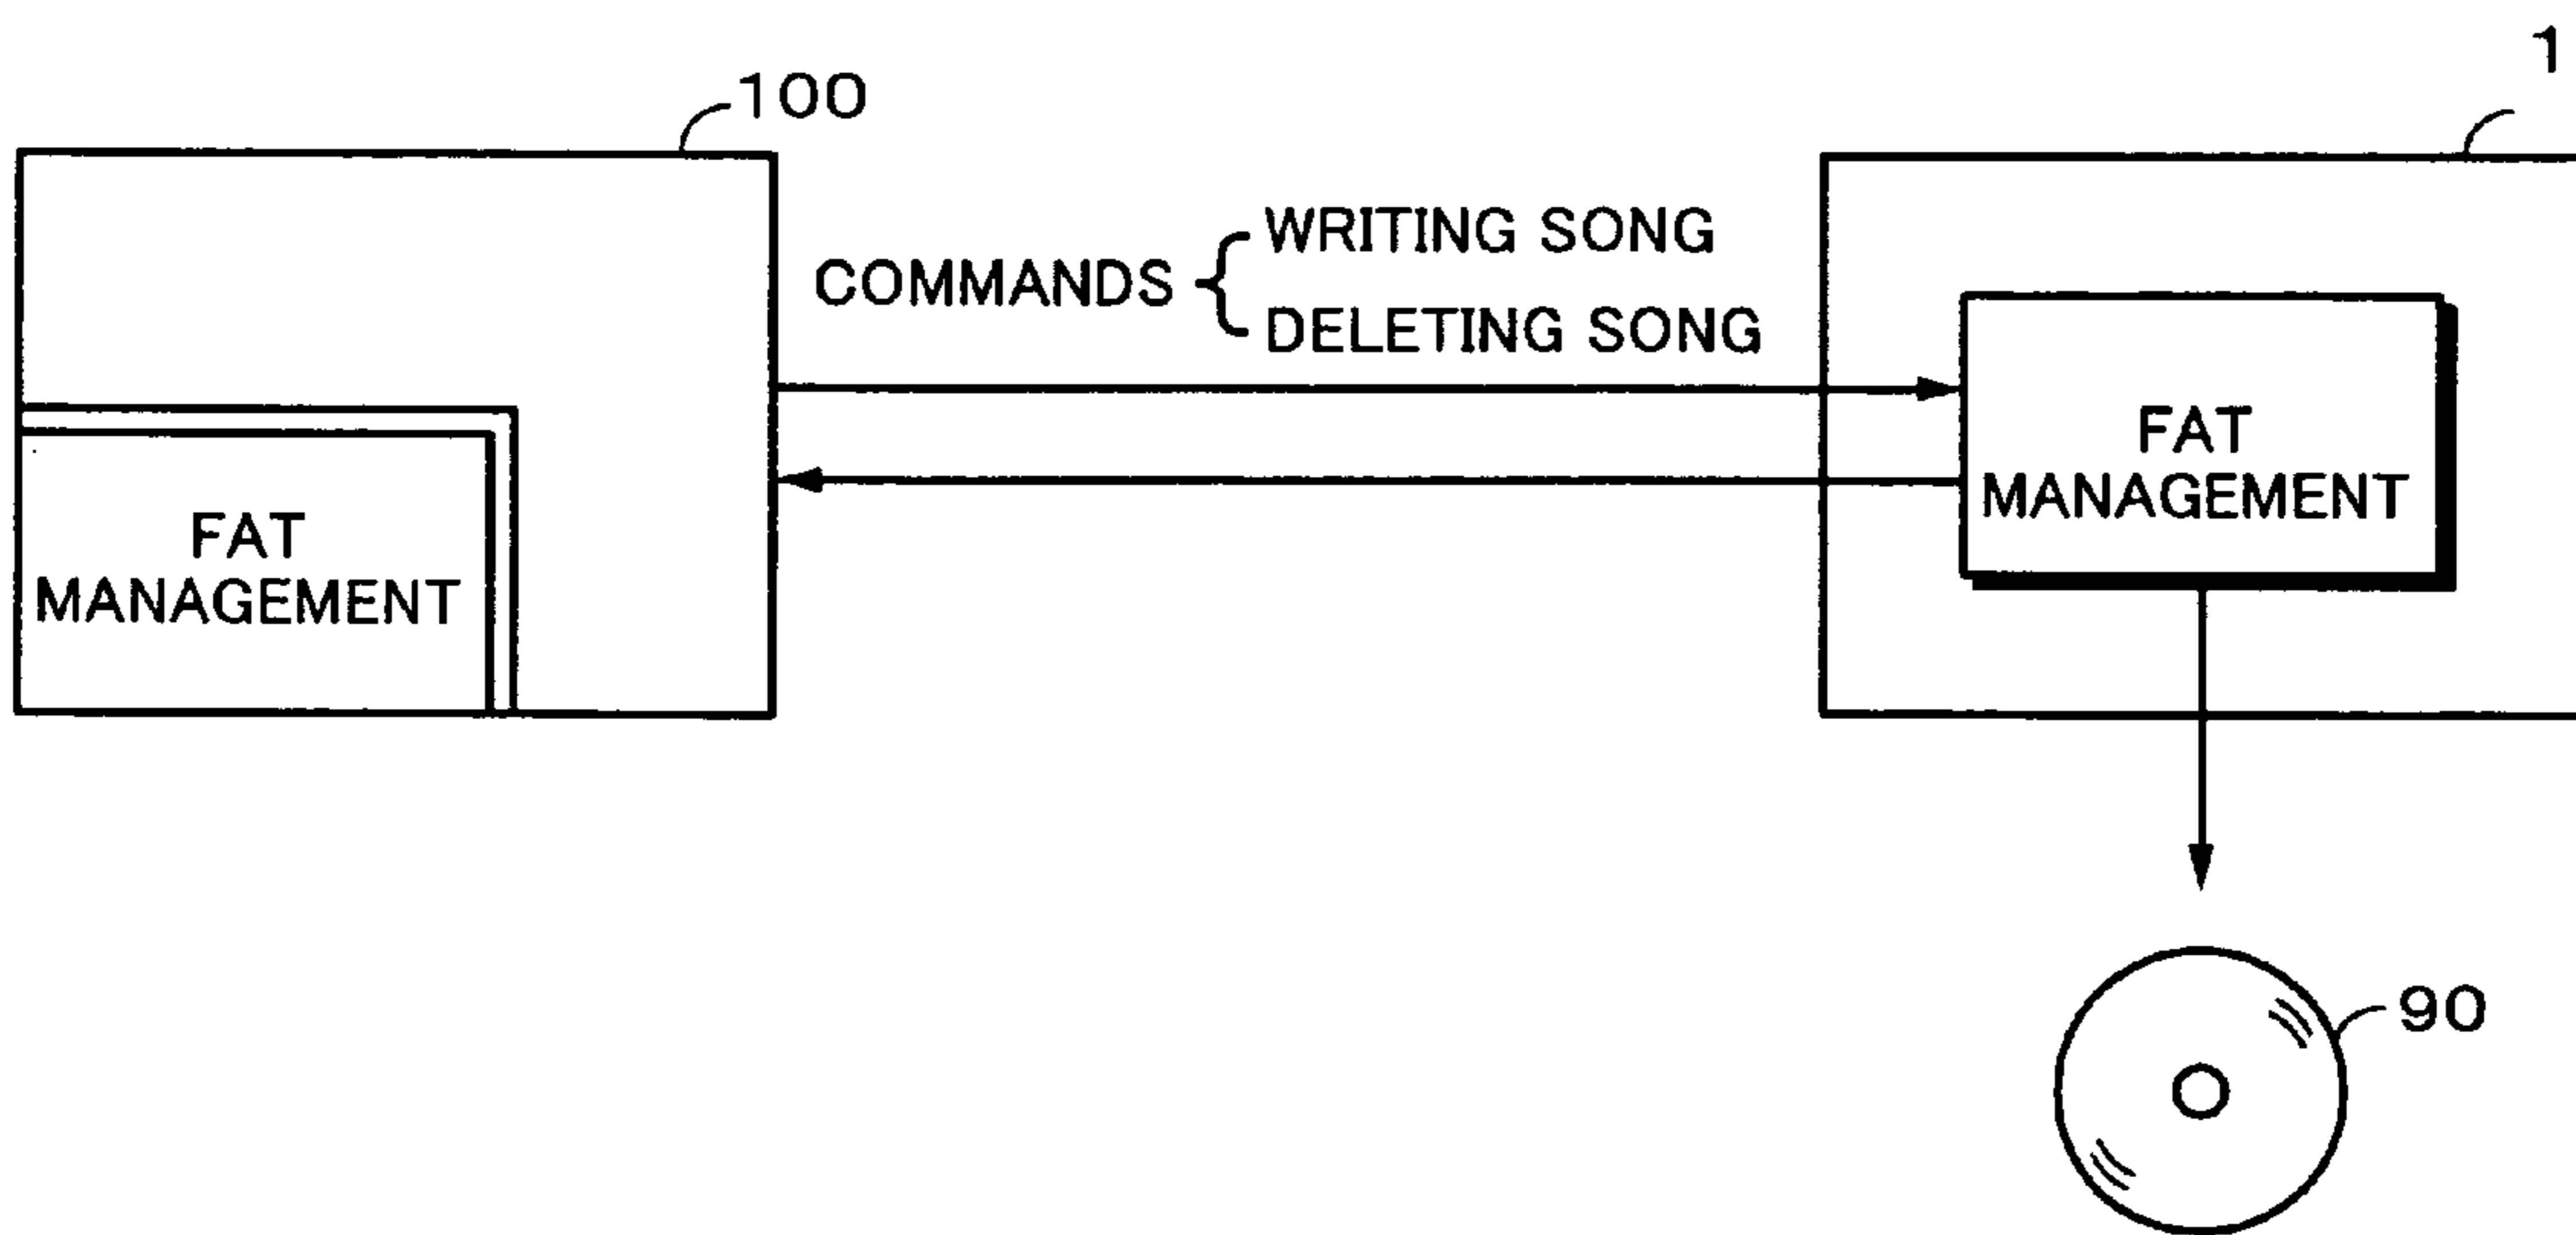 100
1
COMMANDS { WRITING SONG
DELETING SONG
FAT
MANAGEMENT
FAT
MANAGEMENT
90